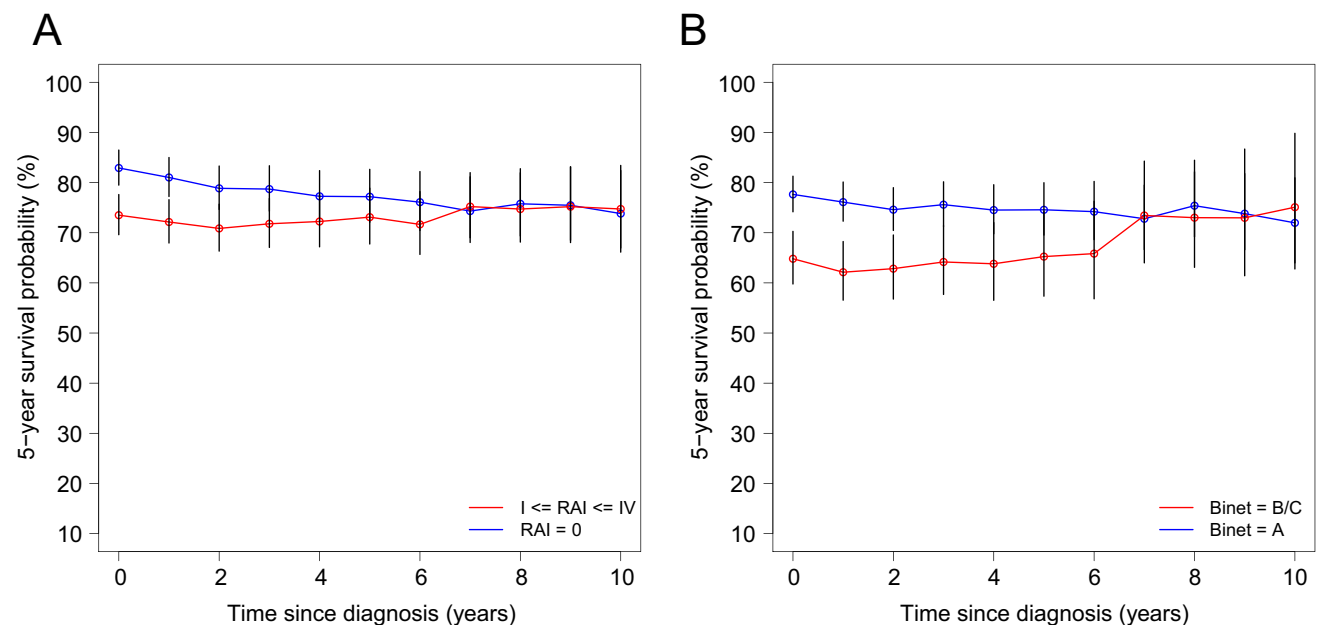 A
5−year survival probability (%)
100
90
80
70
60
50
40
30
20
10
I <= RAI <= IV
RAI = 0
0 2 4 6 8 10
Time since diagnosis (years)
B
5−year survival probability (%)
100
90
80
70
60
50
40
30
20
10
Binet = B/C
Binet = A
0 2 4 6 8 10
Time since diagnosis (years)